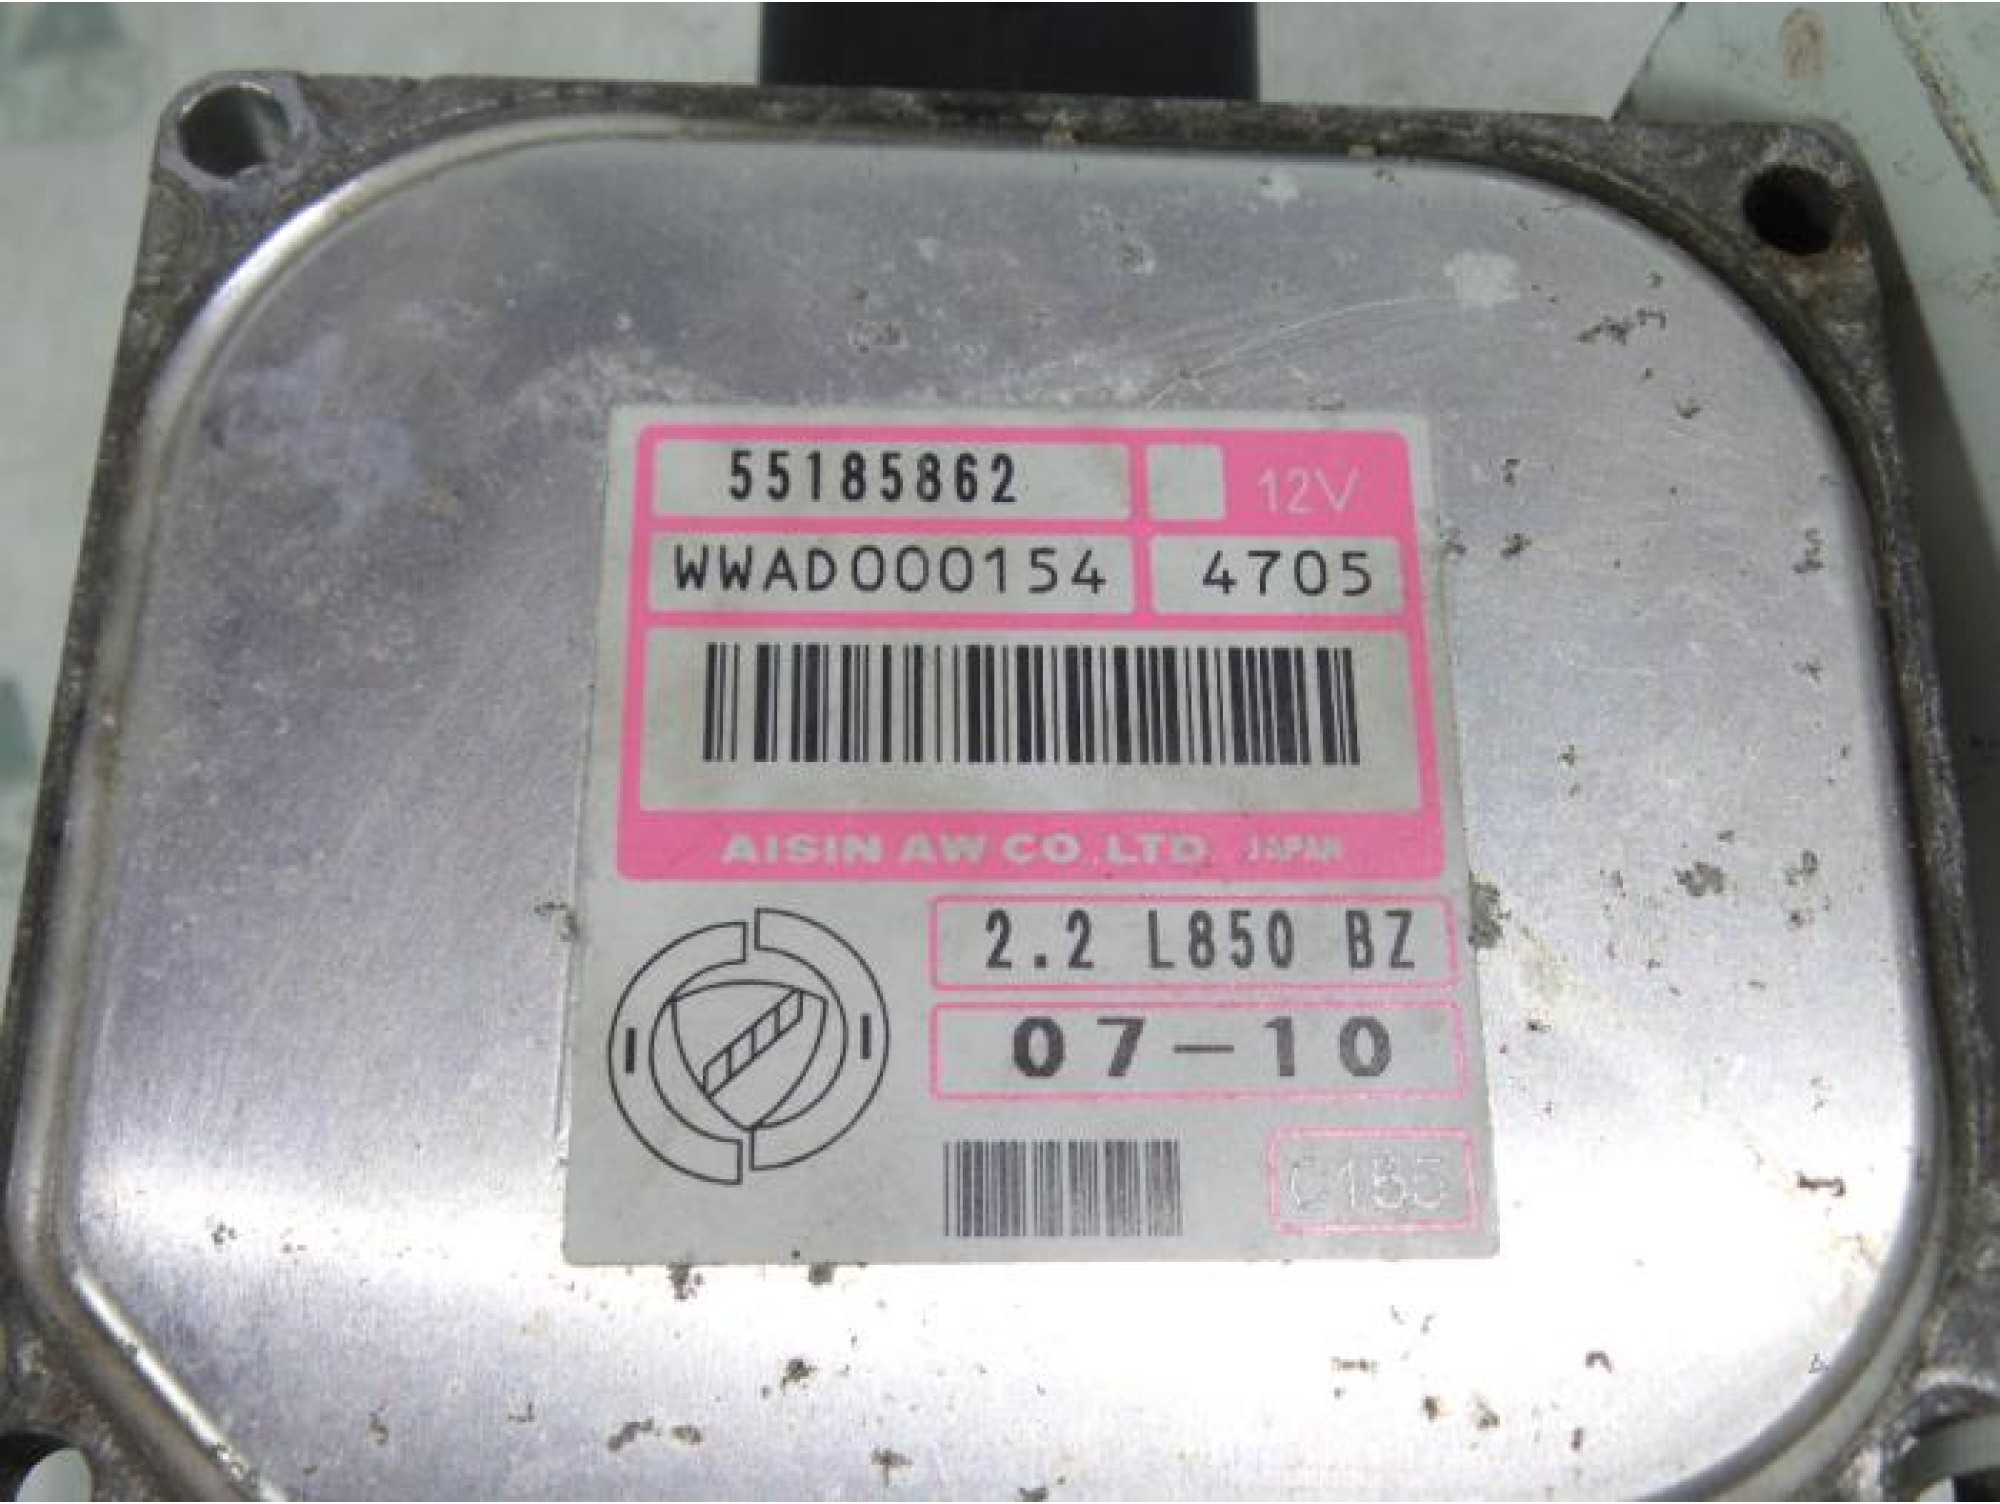 55185862 12V
WWAD000154 4705
AISIN AW CO.,LTD. JAPAN
2.2 L850 BZ
07-10